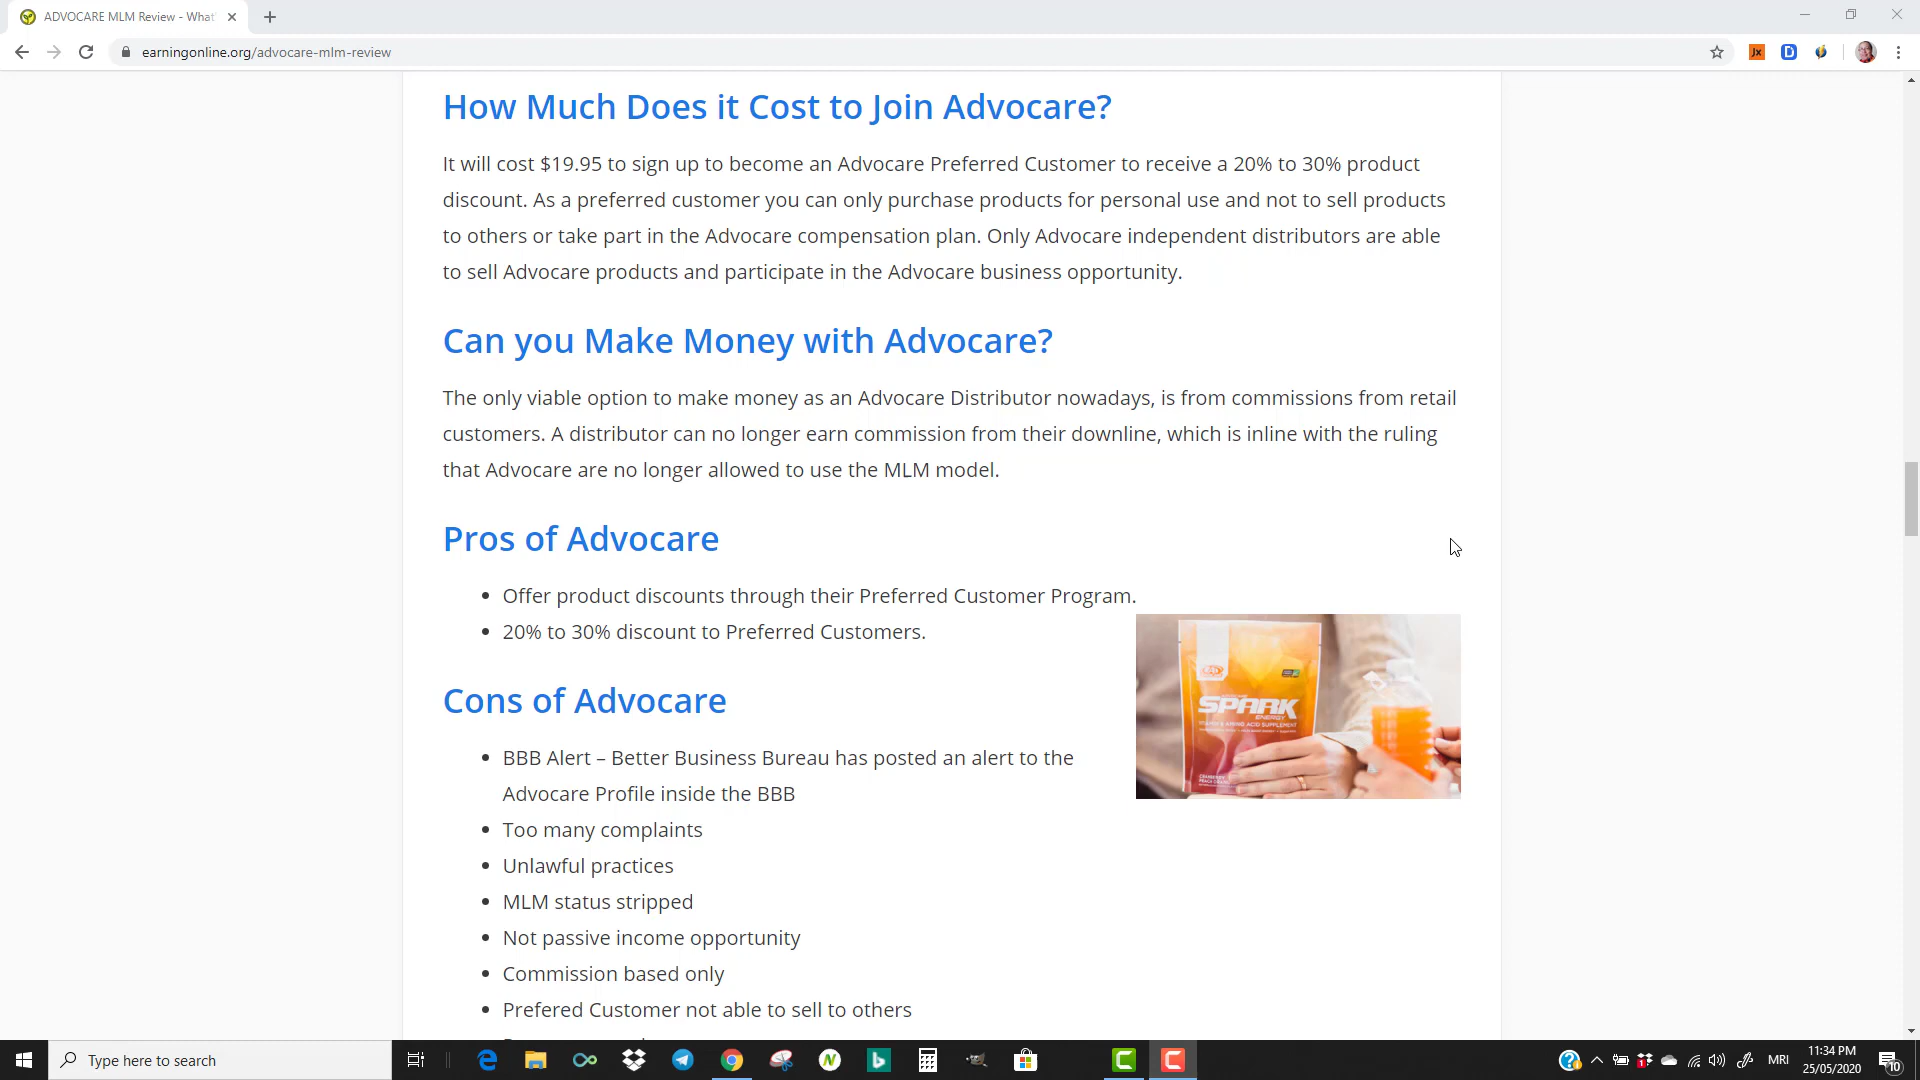 ADVOCARE MLM Review - What'
earningonline.org/advocare-mlm-review
How Much Does it Cost to Join Advocare?
It will cost $19.95 to sign up to become an Advocare Preferred Customer to receive a 20% to 30% product
discount. As a preferred customer you can only purchase products for personal use and not to sell products
to others or take part in the Advocare compensation plan. Only Advocare independent distributors are able
to sell Advocare products and participate in the Advocare business opportunity.
Can you Make Money with Advocare?
The only viable option to make money as an Advocare Distributor nowadays, is from commissions from retail
customers. A distributor can no longer earn commission from their downline, which is inline with the ruling
that Advocare are no longer allowed to use the MLM model.
Pros of Advocare
Offer product discounts through their Preferred Customer Program.
20% to 30% discount to Preferred Customers.
SPARK
ENERGY
VITAMIN & AMINO ACID SUPPLEMENT
Cons of Advocare
BBB Alert – Better Business Bureau has posted an alert to the
Advocare Profile inside the BBB
Too many complaints
Unlawful practices
MLM status stripped
Not passive income opportunity
Commission based only
Prefered Customer not able to sell to others
Type here to search
MRI
11:34 PM
25/05/2020
10